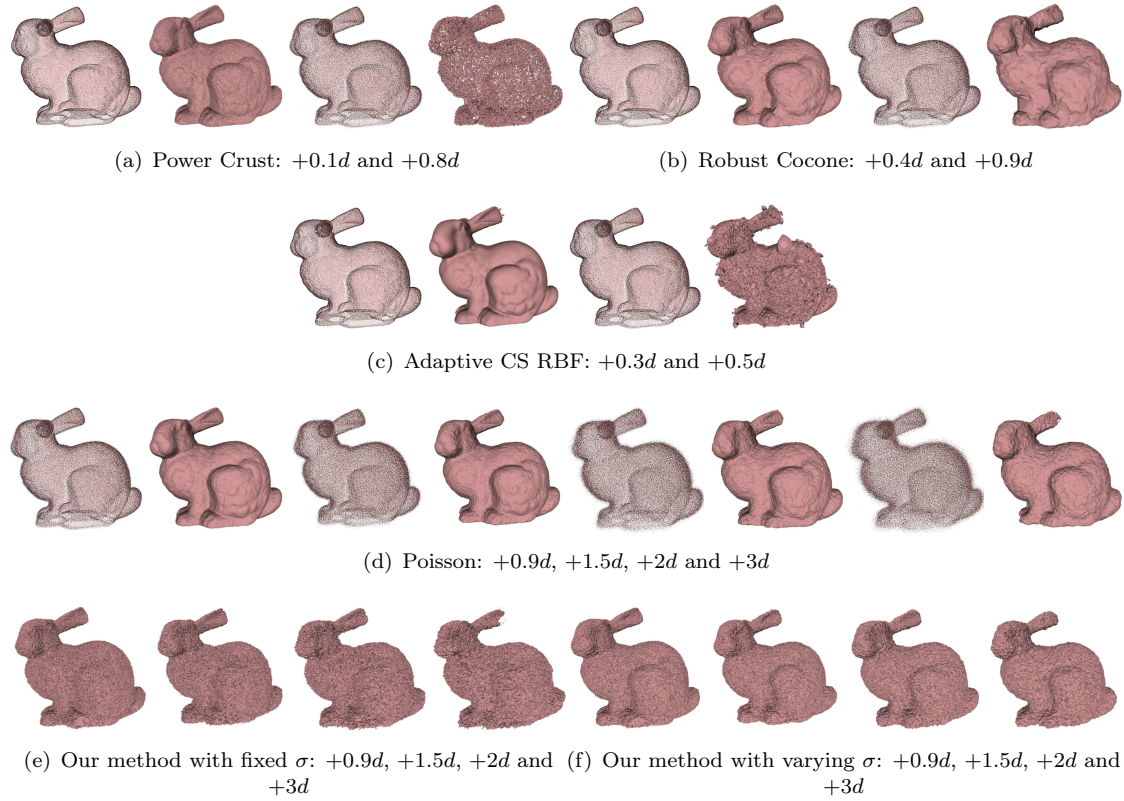 (a) Power Crust: +0.1d and +0.8d
(b) Robust Cocone: +0.4d and +0.9d
(c) Adaptive CS RBF: +0.3d and +0.5d
(d) Poisson: +0.9d, +1.5d, +2d and +3d
(e) Our method with fixed σ: +0.9d, +1.5d, +2d and
+3d
(f) Our method with varying σ: +0.9d, +1.5d, +2d and
+3d